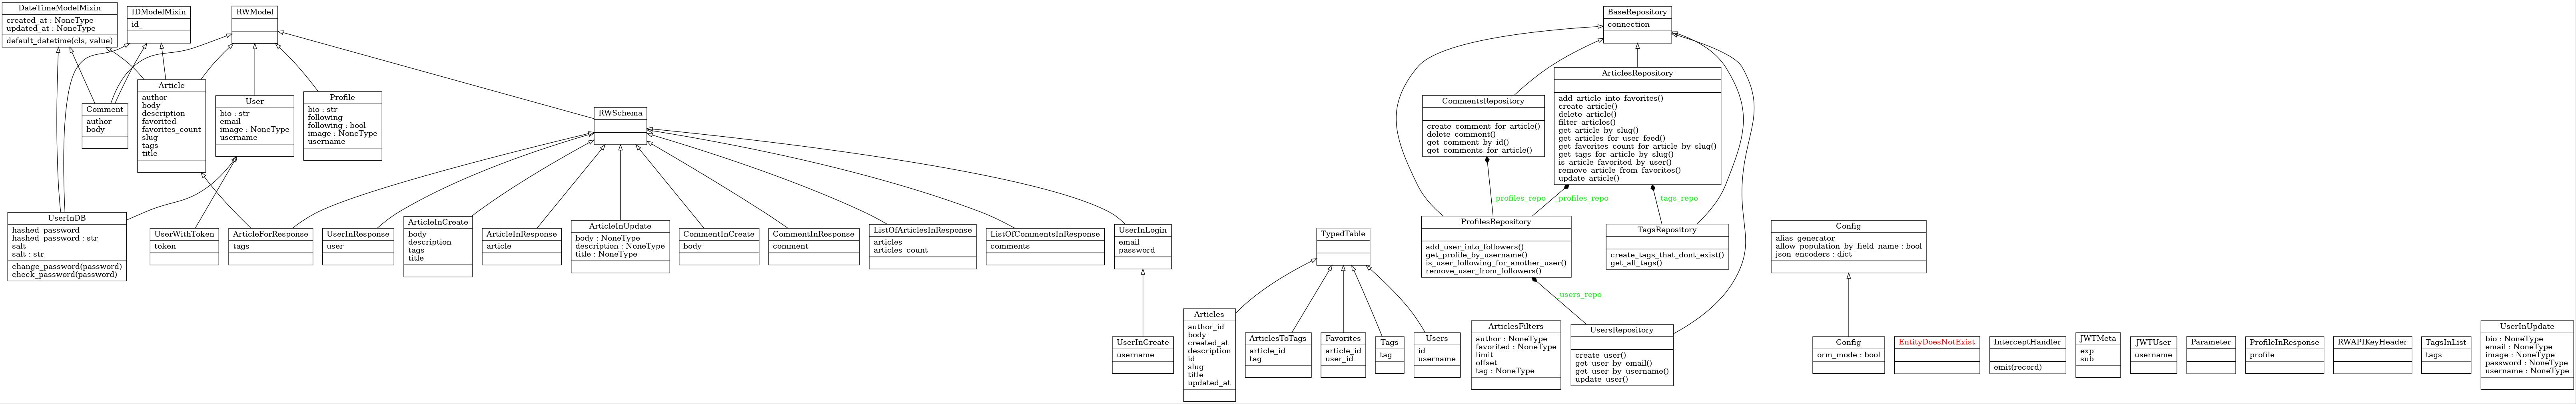 DateTimeModelMixin
created_at : NoneType
updated_at : NoneType
default_datetime(cls, value)
IDModelMixin
id_
RWModel
BaseRepository
connection
Article
author
body
description
favorited
favorites_count
slug
tags
title
Comment
author
body
User
bio : str
email
image : NoneType
username
Profile
bio : str
following
following : bool
image : NoneType
username
RWSchema
CommentsRepository
create_comment_for_article()
delete_comment()
get_comment_by_id()
get_comments_for_article()
ArticlesRepository
add_article_into_favorites()
create_article()
delete_article()
filter_articles()
get_article_by_slug()
get_articles_for_user_feed()
get_favorites_count_for_article_by_slug()
get_tags_for_article_by_slug()
is_article_favorited_by_user()
remove_article_from_favorites()
update_article()
_profiles_repo
_profiles_repo
_tags_repo
UserInDB
hashed_password
hashed_password : str
salt
salt : str
change_password(password)
check_password(password)
UserWithToken
token
ArticleForResponse
tags
UserInResponse
user
ArticleInCreate
body
description
tags
title
ArticleInResponse
article
ArticleInUpdate
body : NoneType
description : NoneType
title : NoneType
CommentInCreate
body
CommentInResponse
comment
ListOfArticlesInResponse
articles
articles_count
ListOfCommentsInResponse
comments
UserInLogin
email
password
TypedTable
ProfilesRepository
add_user_into_followers()
get_profile_by_username()
is_user_following_for_another_user()
remove_user_from_followers()
TagsRepository
create_tags_that_dont_exist()
get_all_tags()
Config
alias_generator
allow_population_by_field_name : bool
json_encoders : dict
_users_repo
UserInCreate
username
Articles
author_id
body
created_at
description
id
slug
title
updated_at
ArticlesToTags
article_id
tag
Favorites
article_id
user_id
Tags
tag
Users
id
username
ArticlesFilters
author : NoneType
favorited : NoneType
limit
offset
tag : NoneType
UsersRepository
create_user()
get_user_by_email()
get_user_by_username()
update_user()
Config
orm_mode : bool
EntityDoesNotExist
InterceptHandler
emit(record)
JWTMeta
exp
sub
JWTUser
username
Parameter
ProfileInResponse
profile
RWAPIKeyHeader
TagsInList
tags
UserInUpdate
bio : NoneType
email : NoneType
image : NoneType
password : NoneType
username : NoneType